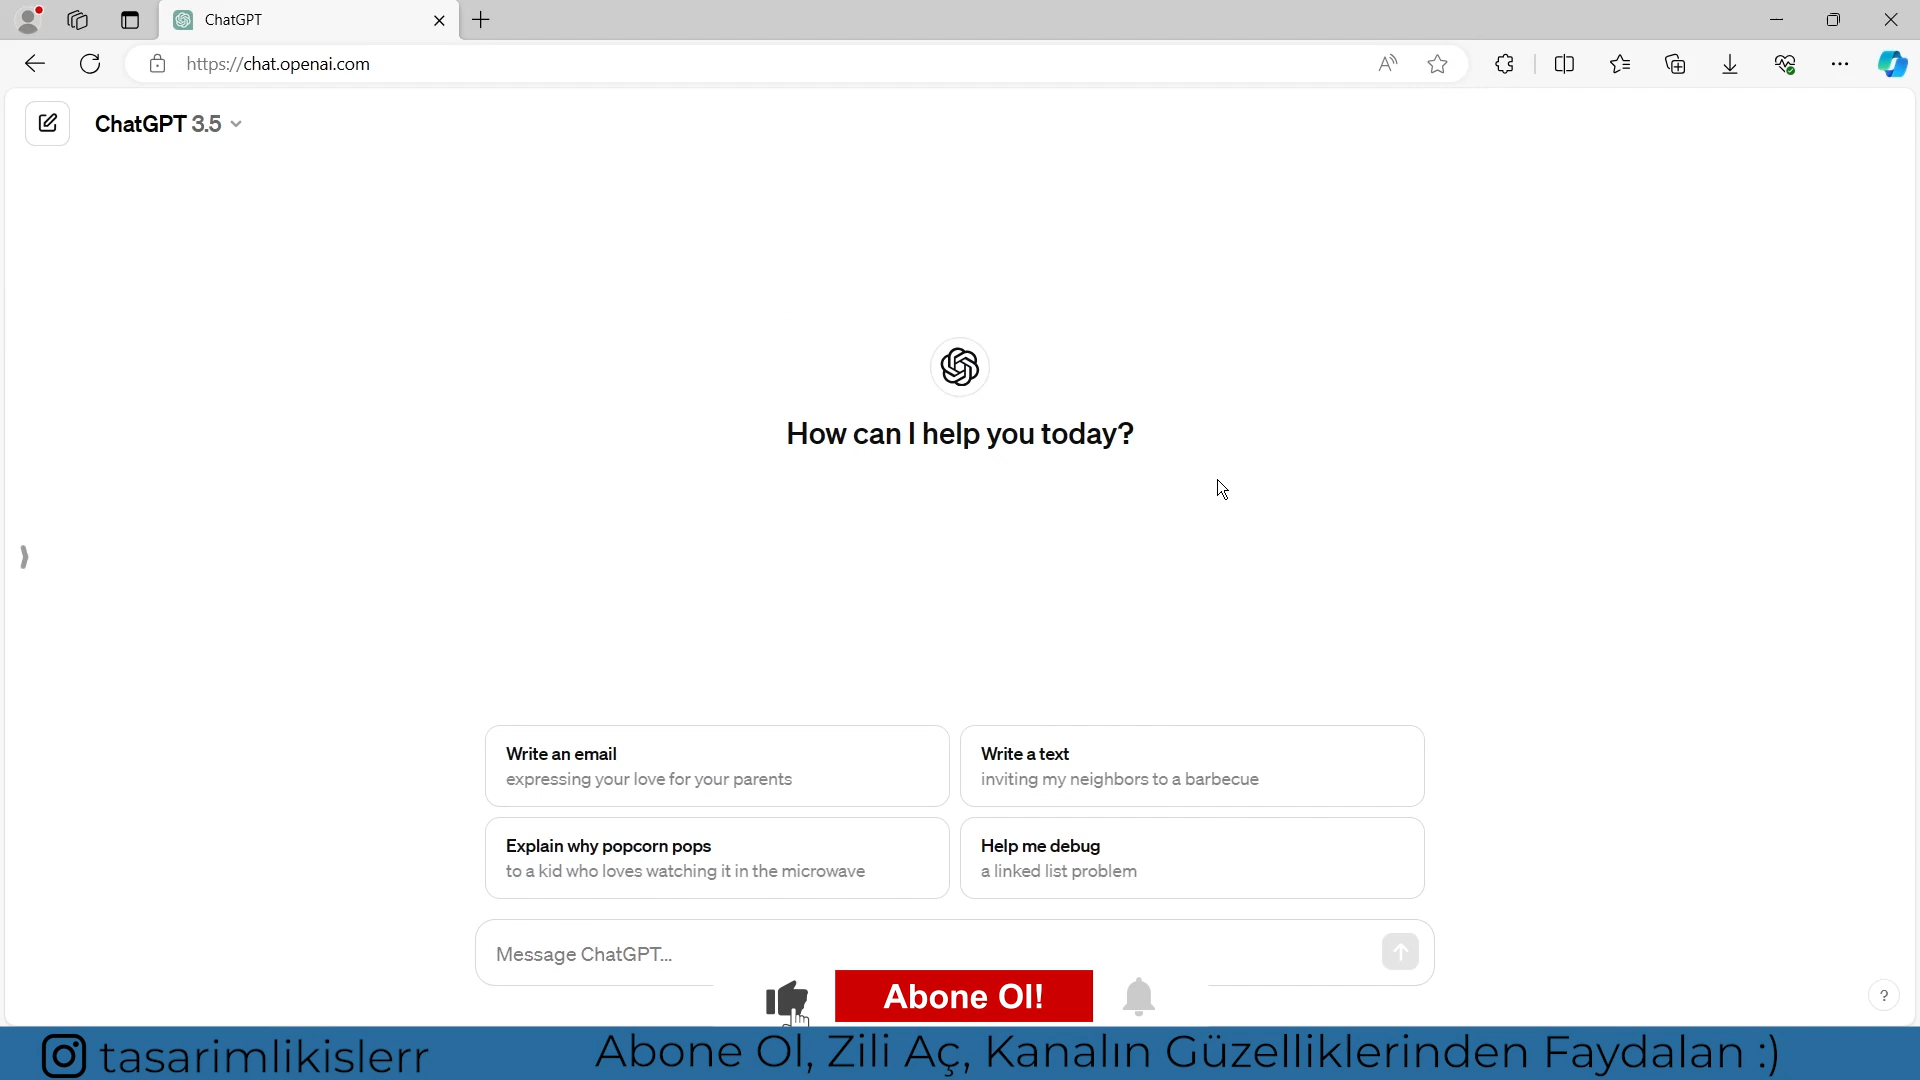 ChatGPT
https://chat.openai.com
ChatGPT 3.5
How can I help you today?
Write an email
expressing your love for your parents
Write a text
inviting my neighbors to a barbecue
Explain why popcorn pops
to a kid who loves watching it in the microwave
Help me debug
a linked list problem
Message ChatGPT...
Abone Ol!
?
tasarimlikislerr
Abone Ol, Zili Aç, Kanalın Güzelliklerinden Faydalan :)